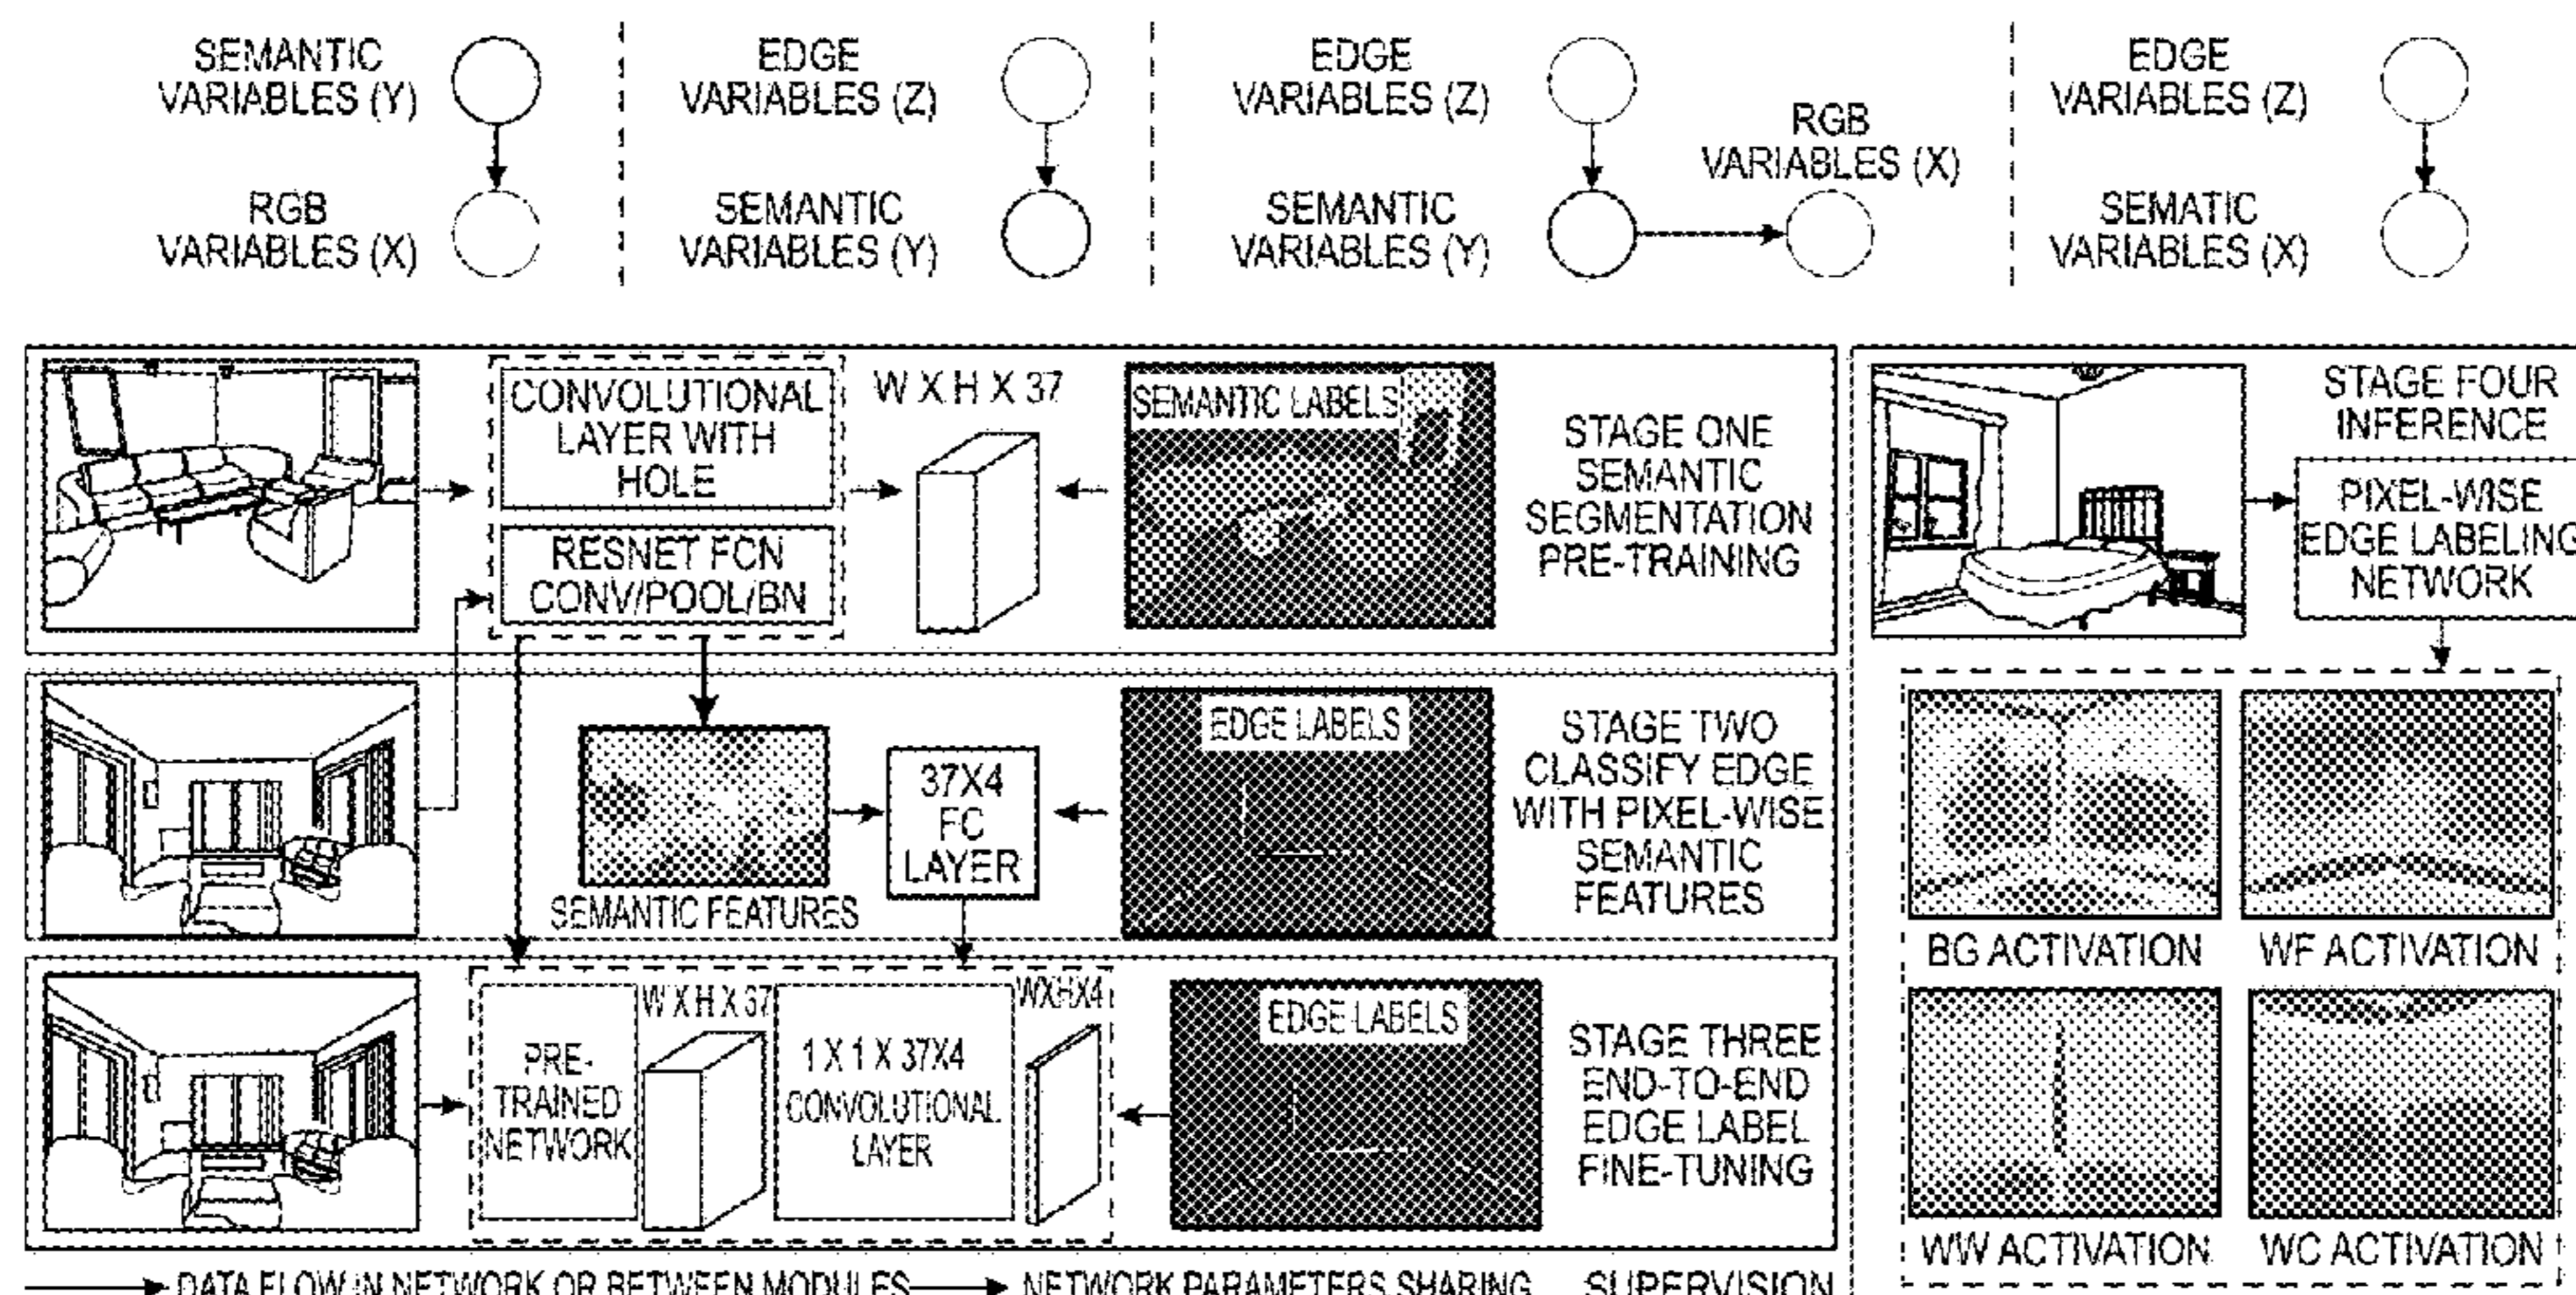 SEMANTIC
VARIABLES (Y)
RGB
VARIABLES (X)
EDGE
VARIABLES (Z)
SEMANTIC
VARIABLES (Y)
EDGE
VARIABLES (Z)
SEMANTIC
VARIABLES (Y)
RGB
VARIABLES (X)
EDGE
VARIABLES (Z)
SEMATIC
VARIABLES (X)
CONVOLUTIONAL
LAYER WITH
HOLE
RESNET FCN
CONV/POOL/BN
W X H X 37
SEMANTIC LABELS
STAGE ONE
SEMANTIC
SEGMENTATION
PRE-TRAINING
SEMANTIC FEATURES
37X4
FC
LAYER
EDGE LABELS
STAGE TWO
CLASSIFY EDGE
WITH PIXEL-WISE
SEMANTIC
FEATURES
PRE-
TRAINED
NETWORK
W X H X 37
1 X 1 X 37X4
CONVOLUTIONAL
LAYER
WXHX4
EDGE LABELS
STAGE THREE
END-TO-END
EDGE LABEL
FINE-TUNING
STAGE FOUR
INFERENCE
PIXEL-WISE
EDGE LABELING
NETWORK
BG ACTIVATION
WF ACTIVATION
WW ACTIVATION
WC ACTIVATION
DATA FLOW IN NETWORK OR BETWEEN MODULES
NETWORK PARAMETERS SHARING
SUPERVISION